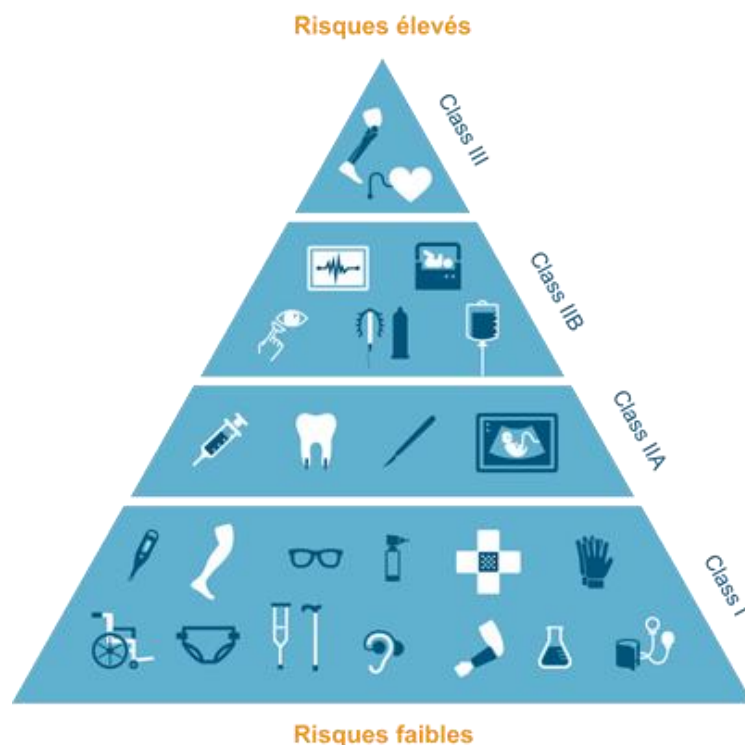 Risques élevés
Class III
Class IIB
Class IIA
Class I
Risques faibles